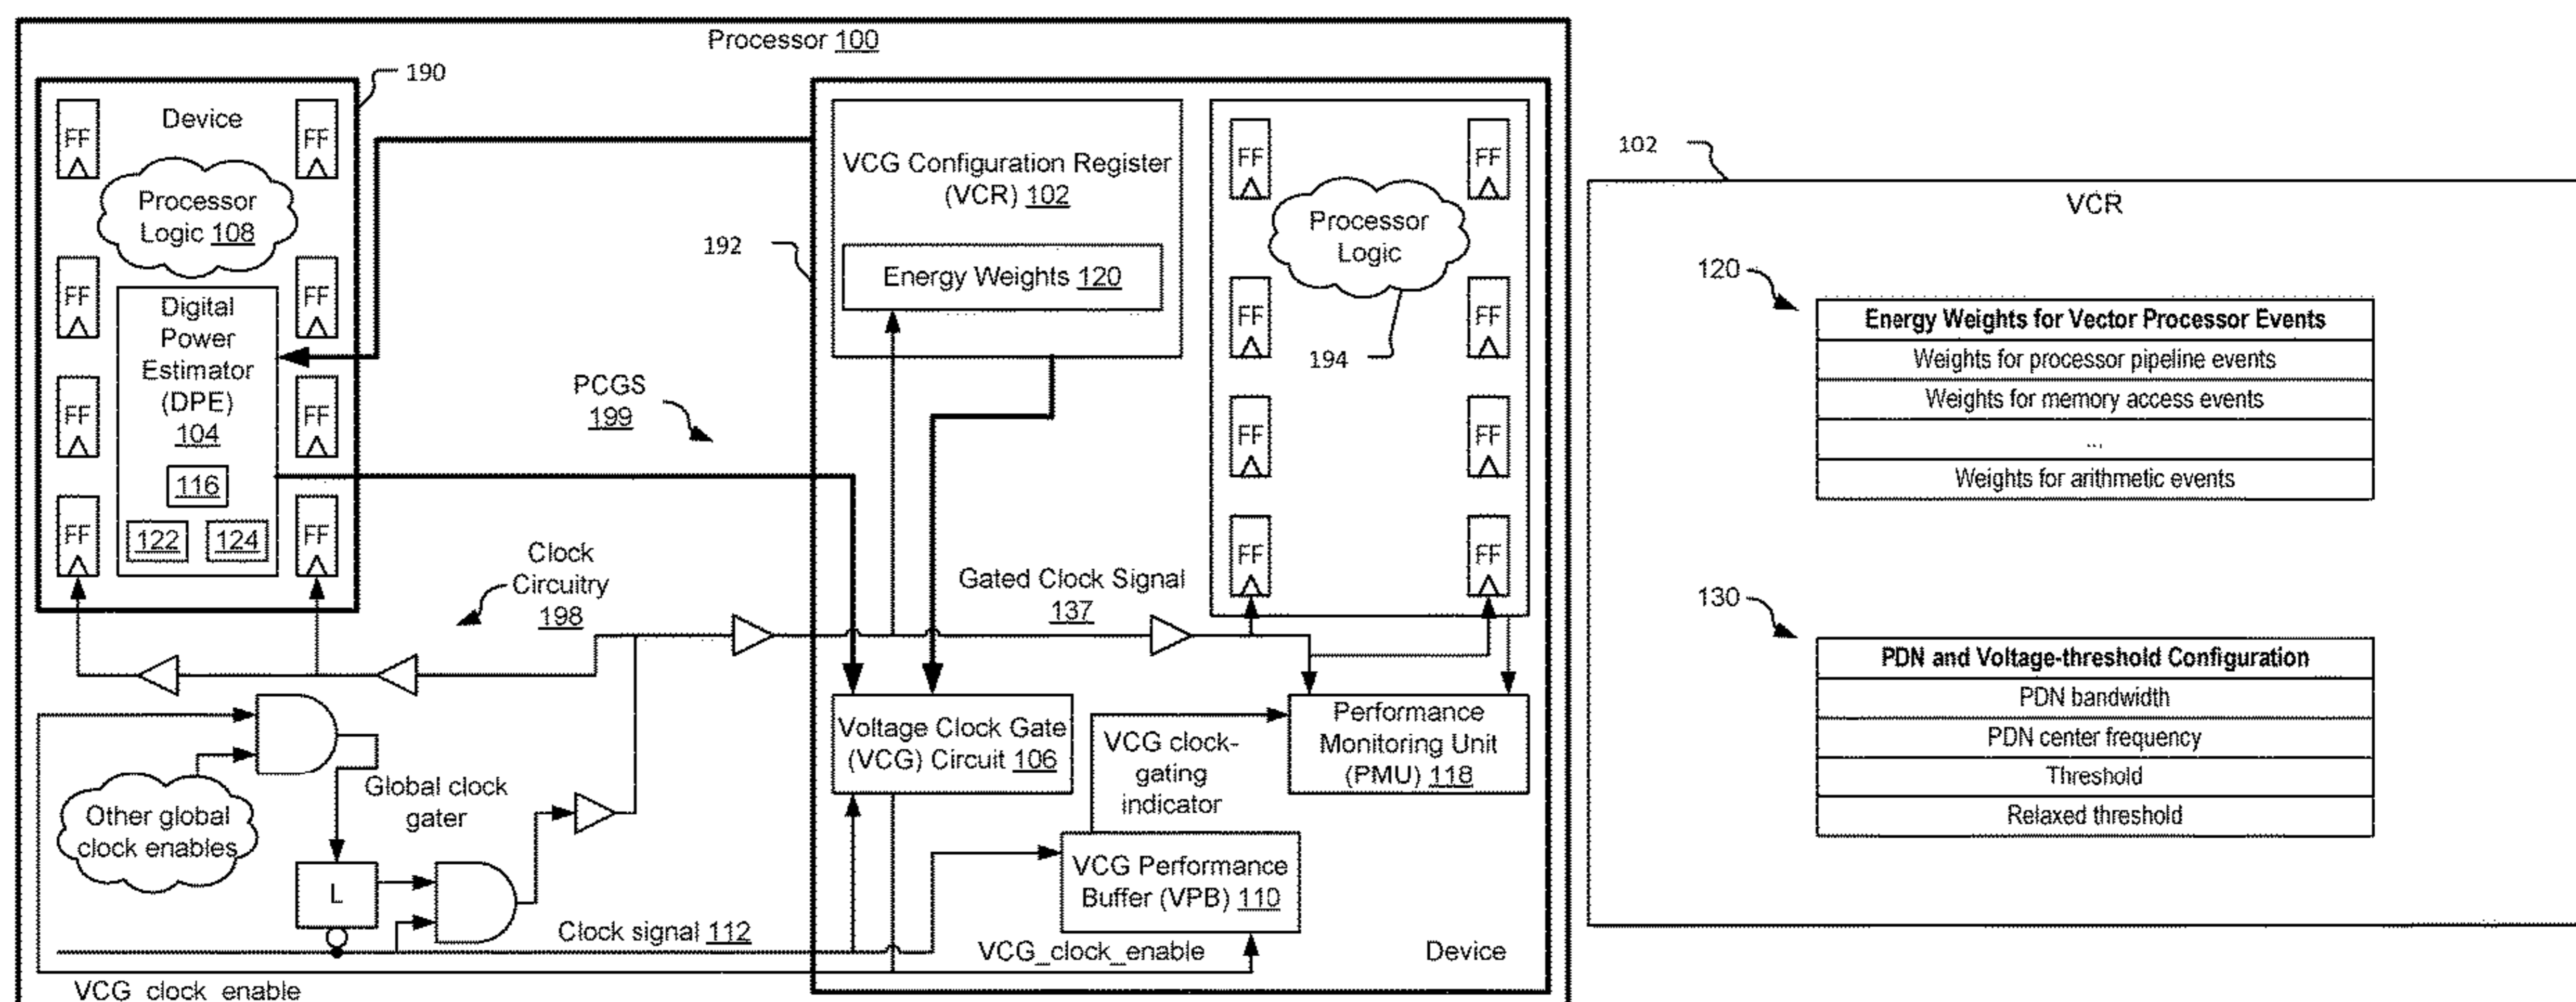 Processor 100
190
FF
Device
FF
Processor
Logic 108
FF
FF
Digital
Power
Estimator
(DPE)
104
FF
FF
116
122
124
FF
FF
Clock
Circuitry
198
PCGS
199
192
VCG Configuration Register
(VCR) 102
Energy Weights 120
FF
FF
Processor
Logic
194
FF
FF
FF
FF
FF
FF
Gated Clock Signal
137
Voltage Clock Gate
(VCG) Circuit 106
VCG clock-
gating
indicator
Performance
Monitoring Unit
(PMU) 118
VCG Performance
Buffer (VPB) 110
Global clock
gater
Other global
clock enables
L
Clock signal 112
VCG_clock_enable
Device
VCG_clock_enable
102
VCR
120
Energy Weights for Vector Processor Events
Weights for processor pipeline events
Weights for memory access events
...
Weights for arithmetic events
130
PDN and Voltage-threshold Configuration
PDN bandwidth
PDN center frequency
Threshold
Relaxed threshold